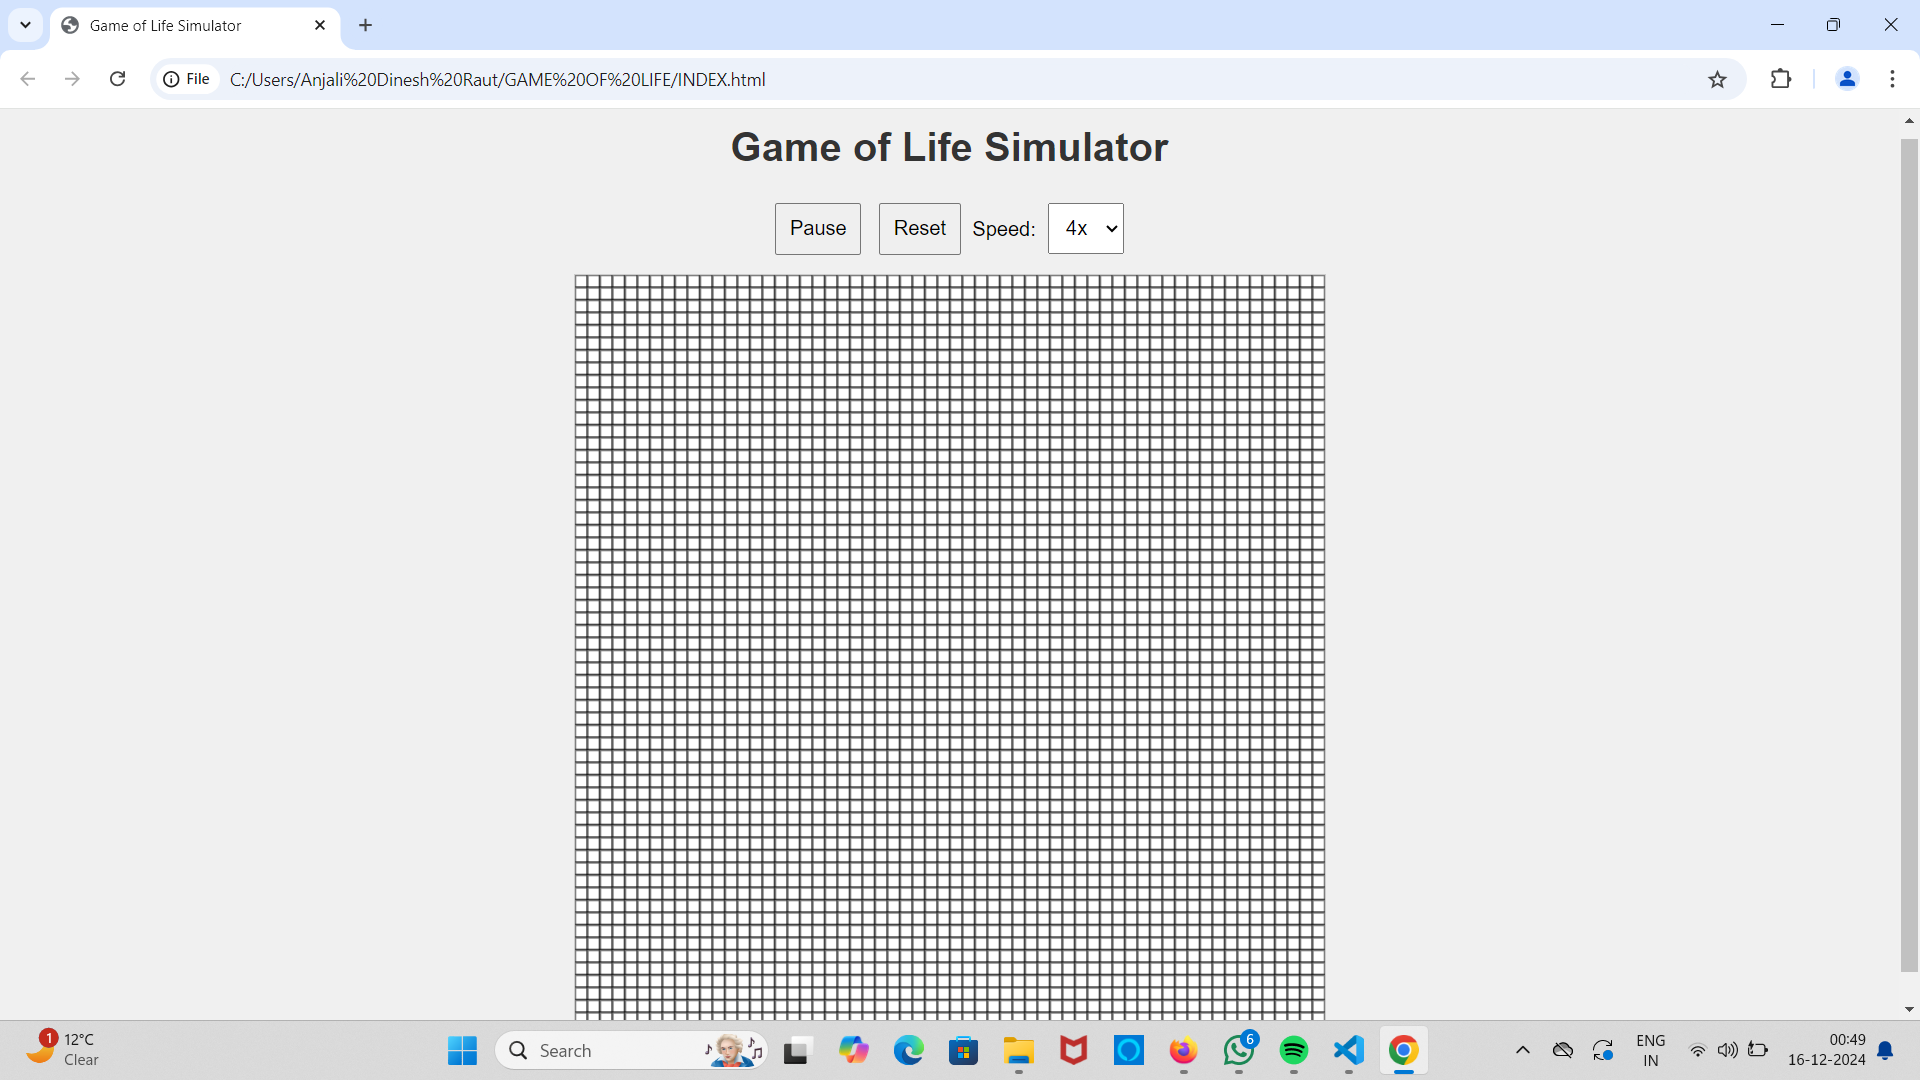 Game of Life Simulator
File
C:/Users/Anjali%20Dinesh%20Raut/GAME%20OF%20LIFE/INDEX.html
Game of Life Simulator
Pause Reset Speed: 4x
1
12°C
Clear
Search
6
ENG
IN
00:49
16-12-2024